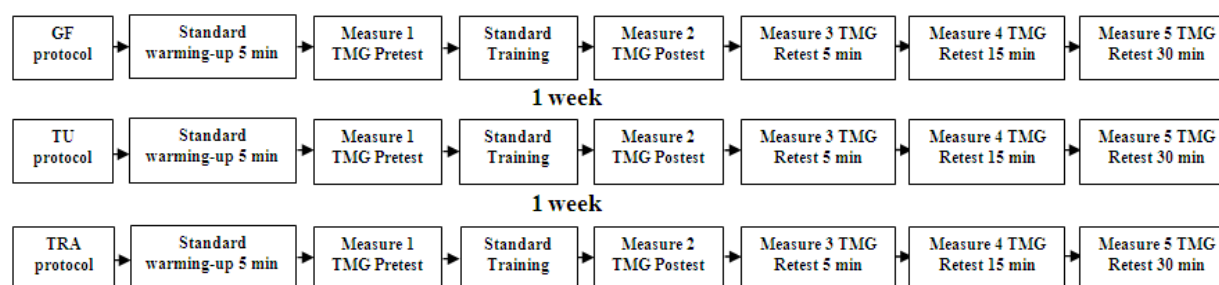 GF
protocol
Standard
warming-up 5 min
Measure 1
TMG Pretest
Standard
Training
Measure 2
TMG Postest
Measure 3 TMG
Retest 5 min
Measure 4 TMG
Retest 15 min
Measure 5 TMG
Retest 30 min
1 week
TU
protocol
Standard
warming-up 5 min
Measure 1
TMG Pretest
Standard
Training
Measure 2
TMG Postest
Measure 3 TMG
Retest 5 min
Measure 4 TMG
Retest 15 min
Measure 5 TMG
Retest 30 min
1 week
TRA
protocol
Standard
warming-up 5 min
Measure 1
TMG Pretest
Standard
Training
Measure 2
TMG Postest
Measure 3 TMG
Retest 5 min
Measure 4 TMG
Retest 15 min
Measure 5 TMG
Retest 30 min